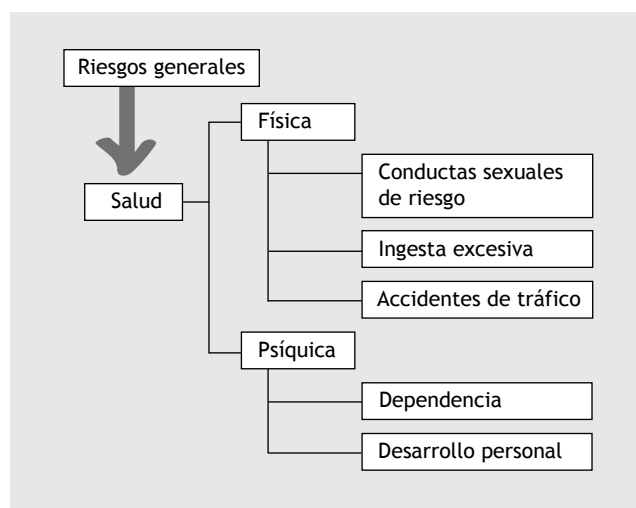 Riesgos generales
Física
Conductas sexuales
de riesgo
Salud
Ingesta excesiva
Accidentes de tráfico
Psíquica
Dependencia
Desarrollo personal